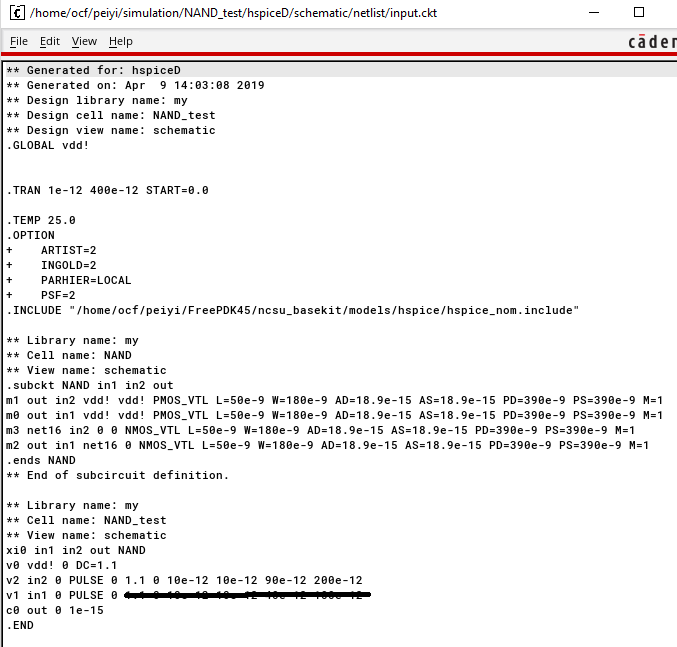 /home/ocf/peiyi/simulation/NAND_test/hspiceD/schematic/netlist/input.ckt
File Edit View Help
cāden
** Generated for: hspiceD
** Generated on: Apr  9 14:03:08 2019
** Design library name: my
** Design cell name: NAND_test
** Design view name: schematic
.GLOBAL vdd!
.TRAN 1e-12 400e-12 START=0.0
.TEMP 25.0
.OPTION
+    ARTIST=2
+    INGOLD=2
+    PARHIER=LOCAL
+    PSF=2
.INCLUDE "/home/ocf/peiyi/FreePDK45/ncsu_basekit/models/hspice/hspice_nom.include"
** Library name: my
** Cell name: NAND
** View name: schematic
.subckt NAND in1 in2 out
m1 out in2 vdd! vdd! PMOS_VTL L=50e-9 W=180e-9 AD=18.9e-15 AS=18.9e-15 PD=390e-9 PS=390e-9 M=1
m0 out in1 vdd! vdd! PMOS_VTL L=50e-9 W=180e-9 AD=18.9e-15 AS=18.9e-15 PD=390e-9 PS=390e-9 M=1
m3 net16 in2 0 0 NMOS_VTL L=50e-9 W=180e-9 AD=18.9e-15 AS=18.9e-15 PD=390e-9 PS=390e-9 M=1
m2 out in1 net16 0 NMOS_VTL L=50e-9 W=180e-9 AD=18.9e-15 AS=18.9e-15 PD=390e-9 PS=390e-9 M=1
.ends NAND
** End of subcircuit definition.
** Library name: my
** Cell name: NAND_test
** View name: schematic
xi0 in1 in2 out NAND
v0 vdd! 0 DC=1.1
v2 in2 0 PULSE 0 1.1 0 10e-12 10e-12 90e-12 200e-12
v1 in1 0 PULSE 0
c0 out 0 1e-15
.END